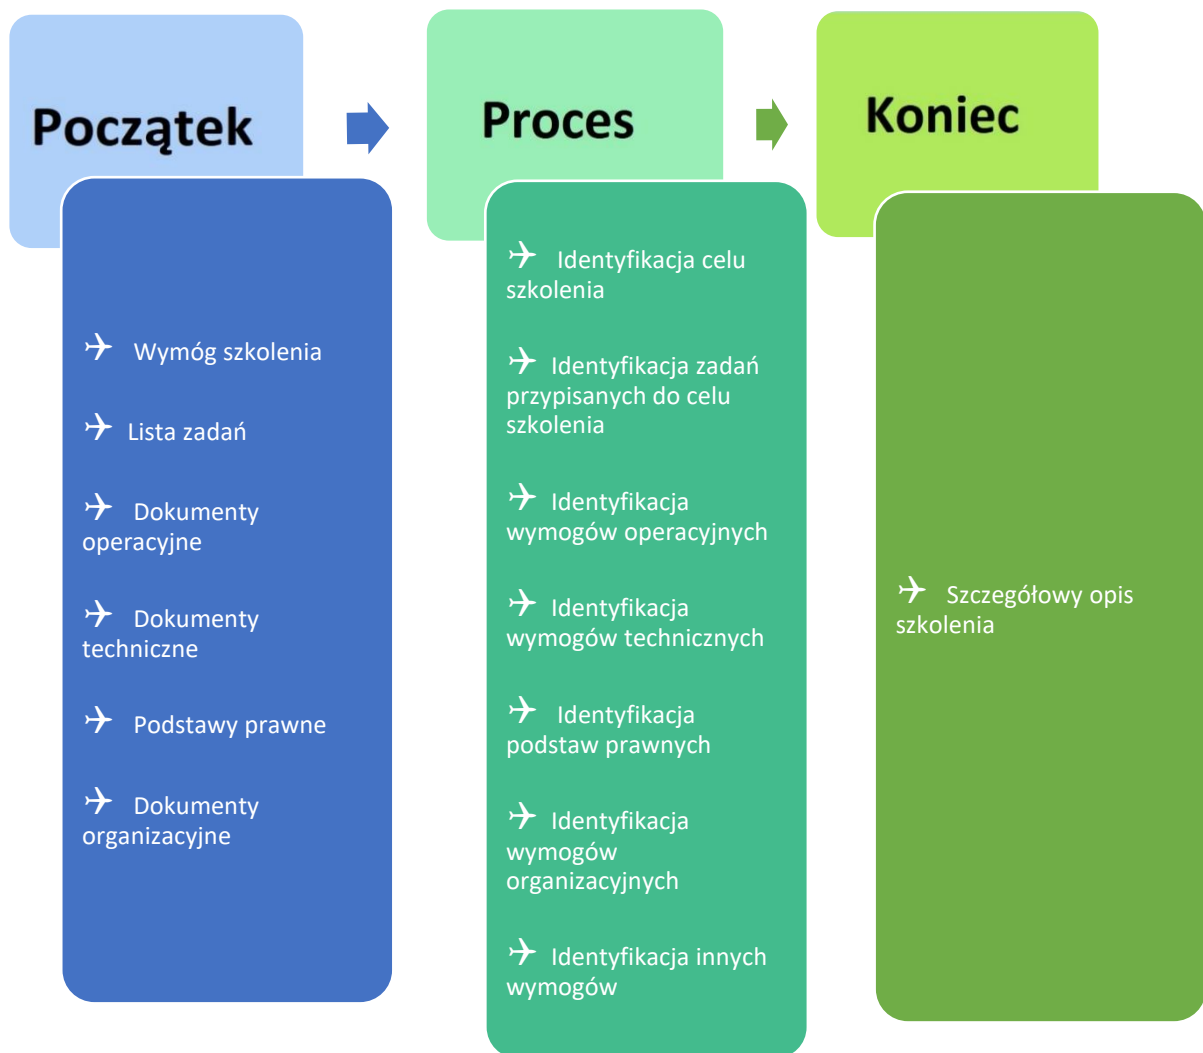 Początek
Wymóg szkolenia
Lista zadań
Dokumenty
operacyjne
Dokumenty
techniczne
Podstawy prawne
Dokumenty
organizacyjne
Proces
Identyfikacja celu
szkolenia
Identyfikacja zadań
przypisanych do celu
szkolenia
Identyfikacja
wymogów operacyjnych
Identyfikacja
wymogów technicznych
Identyfikacja
podstaw prawnych
Identyfikacja
wymogów
organizacyjnych
Identyfikacja innych
wymogów
Koniec
Szczegółowy opis
szkolenia